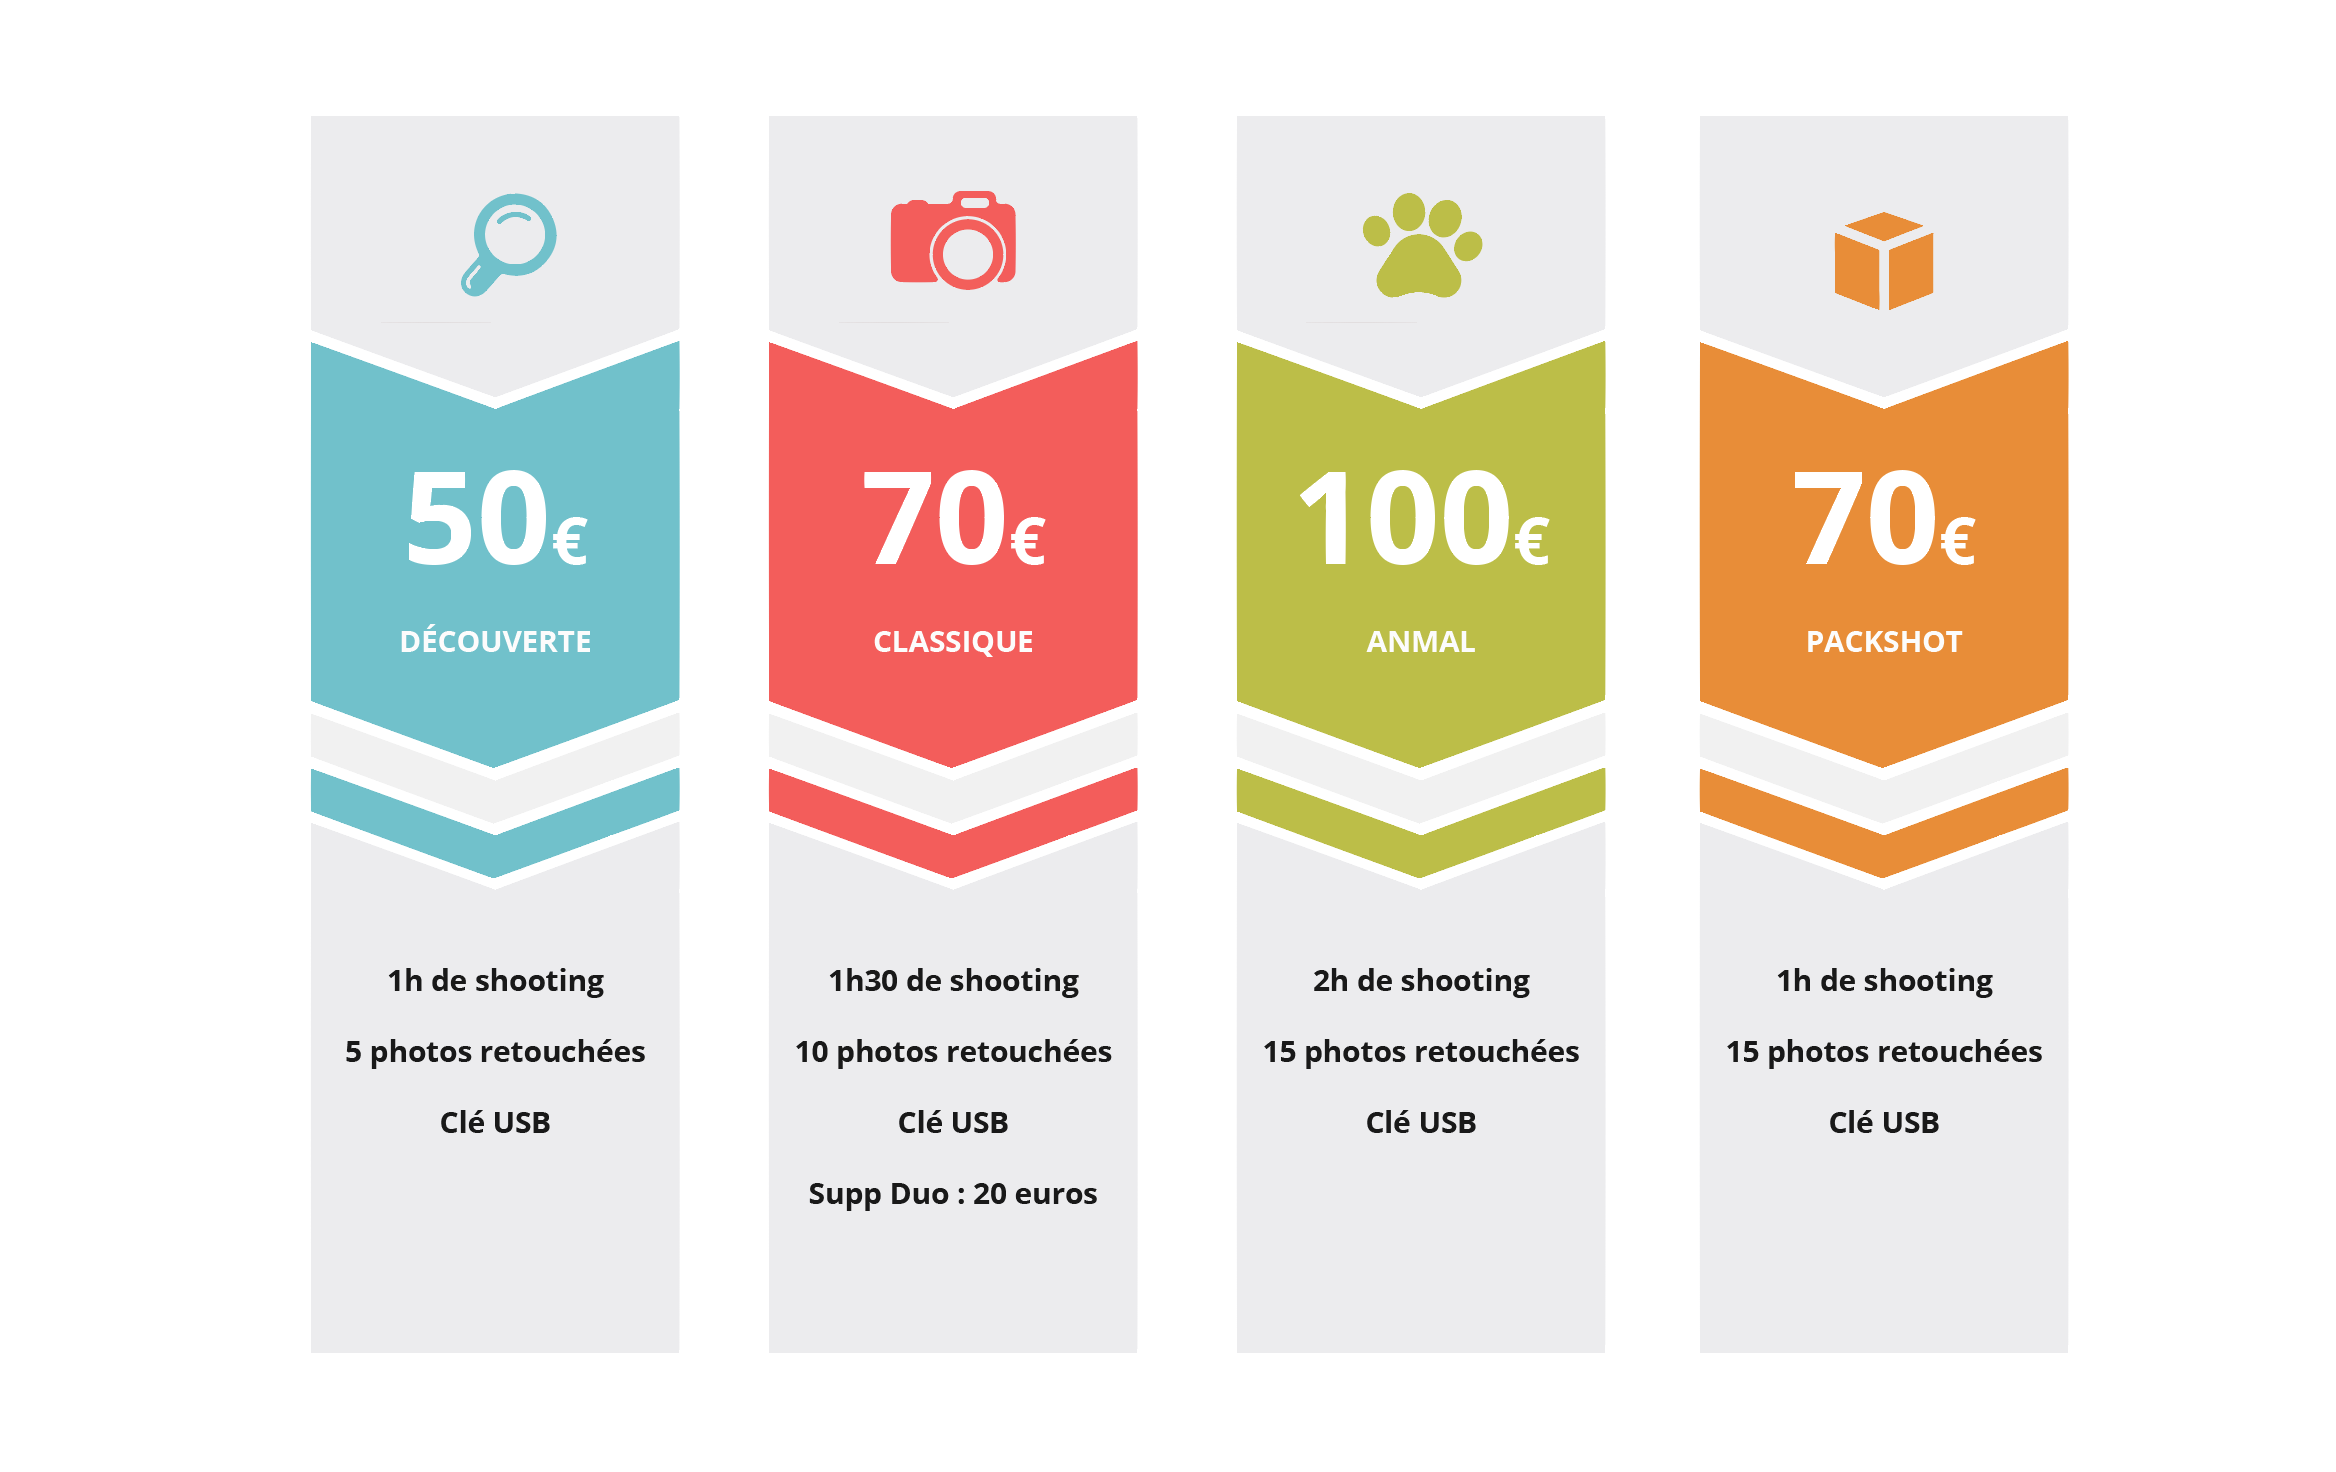 50€
DÉCOUVERTE
1h de shooting
5 photos retouchées
Clé USB
70€
CLASSIQUE
1h30 de shooting
10 photos retouchées
Clé USB
Supp Duo : 20 euros
100€
ANMAL
2h de shooting
15 photos retouchées
Clé USB
70€
PACKSHOT
1h de shooting
15 photos retouchées
Clé USB